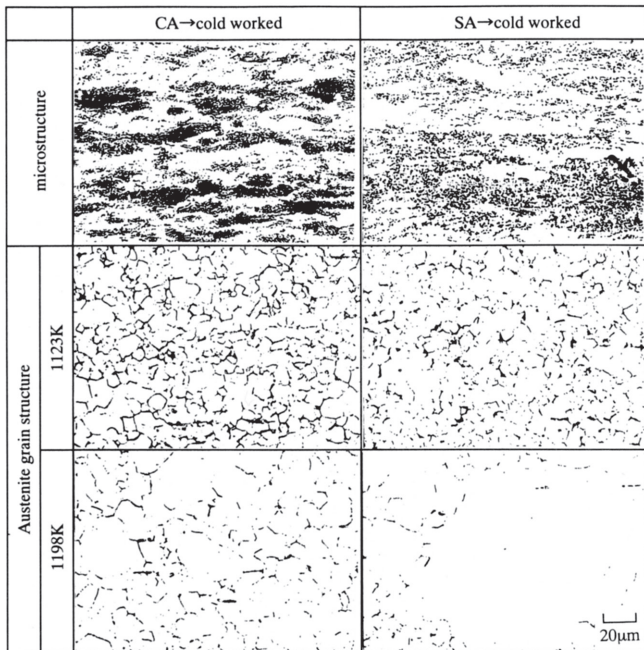 CA→cold worked
SA→cold worked
microstructure
Austenite grain structure
1123K
1198K
20μm